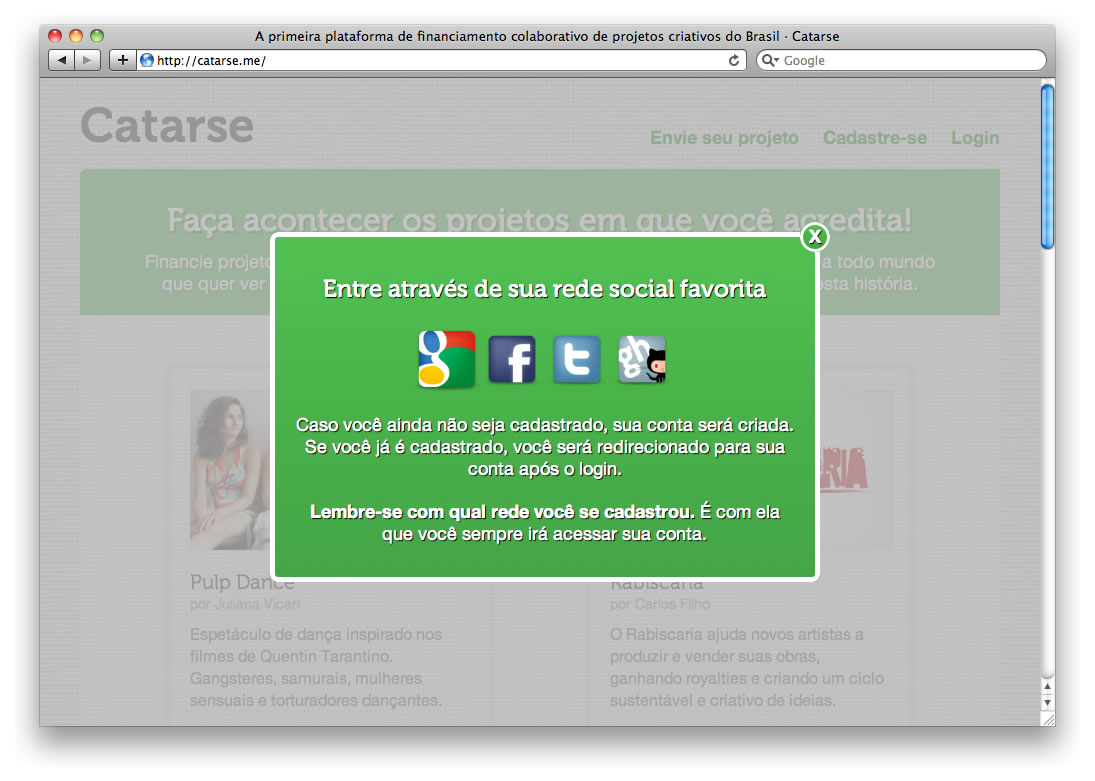 A primeira plataforma de financiamento colaborativo de projetos criativos do Brasil · Catarse
http://catarse.me/
Google
Catarse
Envie seu projeto Cadastre-se Login
Faça acontecer os projetos em que você acredita!
Financie projeto a todo mundo
que quer ver esta história.
X
Entre através de sua rede social favorita
g f t gh
Caso você ainda não seja cadastrado, sua conta será criada.
Se você já é cadastrado, você será redirecionado para sua
conta após o login.
Lembre-se com qual rede você se cadastrou. É com ela
que você sempre irá acessar sua conta.
ERIA
Pulp Dance
por Juliana Vicari
Espetáculo de dança inspirado nos
filmes de Quentin Tarantino.
Gangsteres, samurais, mulheres
sensuais e torturadores dançantes.
Rabiscaria
por Carlos Filho
O Rabiscaria ajuda novos artistas a
produzir e vender suas obras,
ganhando royalties e criando um ciclo
sustentável e criativo de ideias.